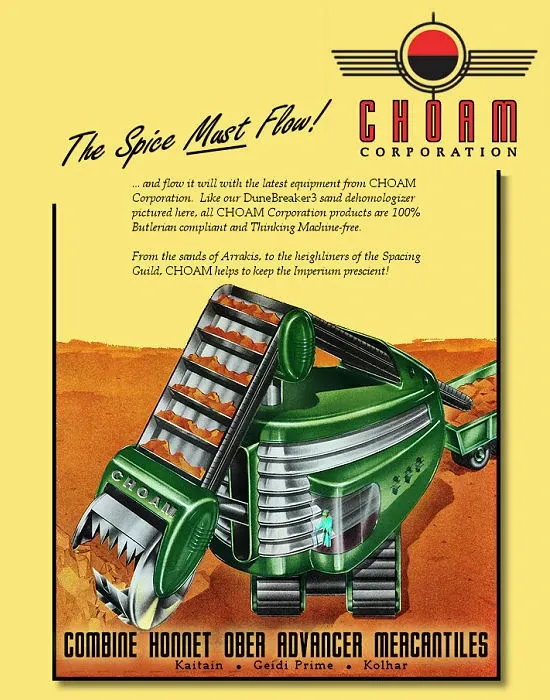 The Spice Must Flow!
CHOAM
CORPORATION
... and flow it will with the latest equipment from CHOAM
Corporation. Like our DuneBreaker3 sand dehomologizer
pictured here, all CHOAM Corporation products are 100%
Butlerian compliant and Thinking Machine-free.
From the sands of Arrakis, to the heighliners of the Spacing
Guild, CHOAM helps to keep the Imperium prescient!
CHOAM
COMBINE HONNET OBER ADVANCER MERCANTILES
Kaitain • Geidi Prime • Kolhar